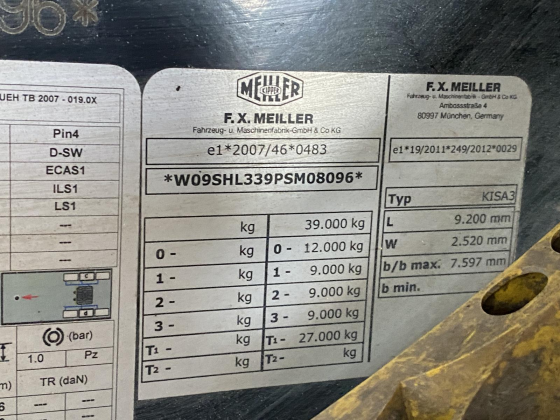 96*
UEH TB 2007 - 019.0X
Pin4
D-SW
ECAS1
ILS1
LS1
---
---
---
(bar)
1.0 Pz
TR (daN)
---
---
MEILLER
KIPPER
F.X. MEILLER
Fahrzeug- u. Maschinenfabrik-GmbH & Co KG
e1*2007/46*0483
*W09SHL339PSM08096*
kg 39.000 kg
0 - kg 0 - 12.000 kg
1 - kg 1 - 9.000 kg
2 - kg 2 - 9.000 kg
3 - kg 3 - 9.000 kg
T1 - kg T1- 27.000 kg
T2 - kg T2- kg
F.X. MEILLER
Fahrzeug- u. Maschinenfabrik - GmbH & Co KG
Ambossstraße 4
80997 München, Germany
e1*19/2011*249/2012*0029
Typ KISA3
L 9.200 mm
W 2.520 mm
b/b max. 7.597 mm
b min.